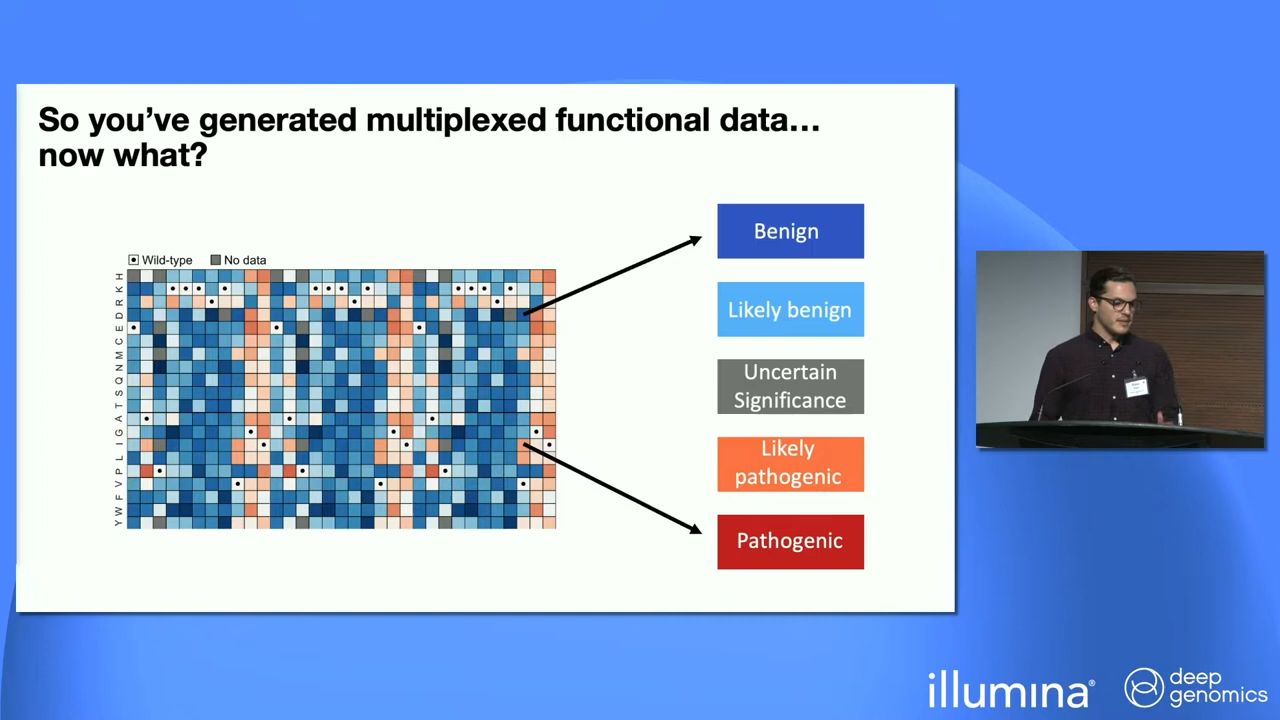 So you've generated multiplexed functional data...
now what?
Wild-type
No data
H
K
R
D
E
C
M
N
Q
S
T
A
G
I
L
P
V
F
W
Y
Benign
Likely benign
Uncertain
Significance
Likely
pathogenic
Pathogenic
illumina®
deep
genomics